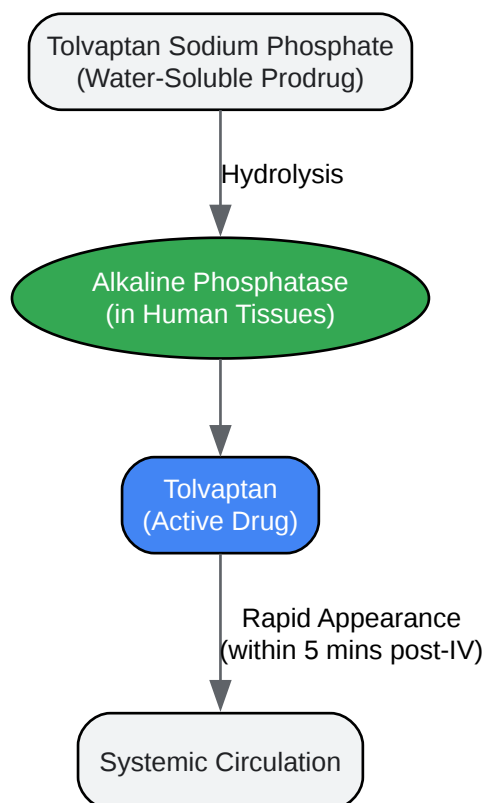 Tolvaptan Sodium Phosphate
(Water-Soluble Prodrug)
Hydrolysis
Alkaline Phosphatase
(in Human Tissues)
Tolvaptan
(Active Drug)
Rapid Appearance
(within 5 mins post-IV)
Systemic Circulation